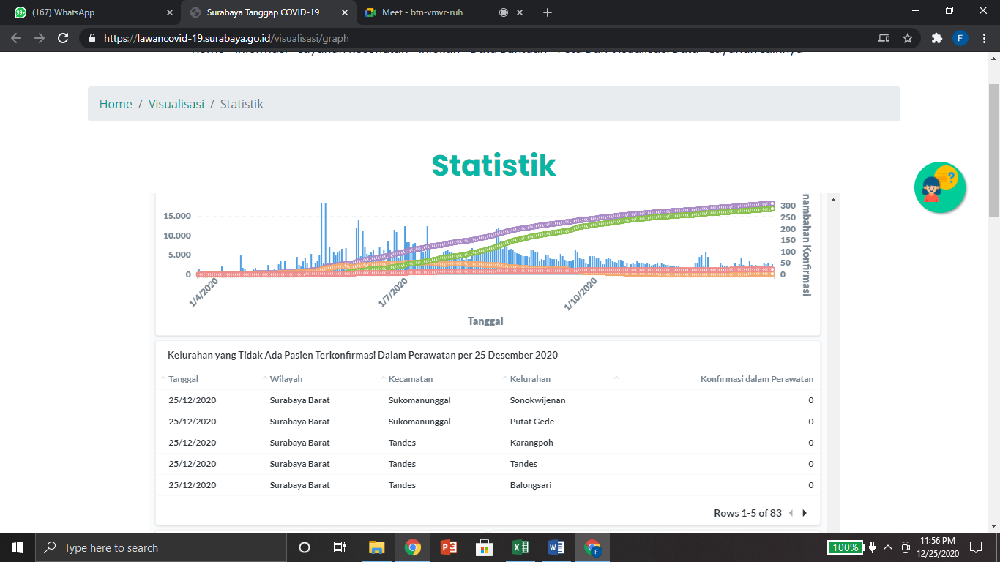 (167) WhatsApp
Surabaya Tanggap COVID-19
Meet - btn-vmvr-ruh
https://lawancovid-19.surabaya.go.id/visualisasi/graph
F
Home / Visualisasi / Statistik
Statistik
15.000
10.000
5.000
0
300
250
200
150
100
50
0
nambahan Konfirmasi
1/4/2020
1/7/2020
1/10/2020
Tanggal
Kelurahan yang Tidak Ada Pasien Terkonfirmasi Dalam Perawatan per 25 Desember 2020
Tanggal Wilayah Kecamatan Kelurahan Konfirmasi dalam Perawatan
25/12/2020 Surabaya Barat Sukomanunggal Sonokwijenan 0
25/12/2020 Surabaya Barat Sukomanunggal Putat Gede 0
25/12/2020 Surabaya Barat Tandes Karangpoh 0
25/12/2020 Surabaya Barat Tandes Tandes 0
25/12/2020 Surabaya Barat Tandes Balongsari 0
Rows 1-5 of 83
Type here to search
100%
11:56 PM
12/25/2020